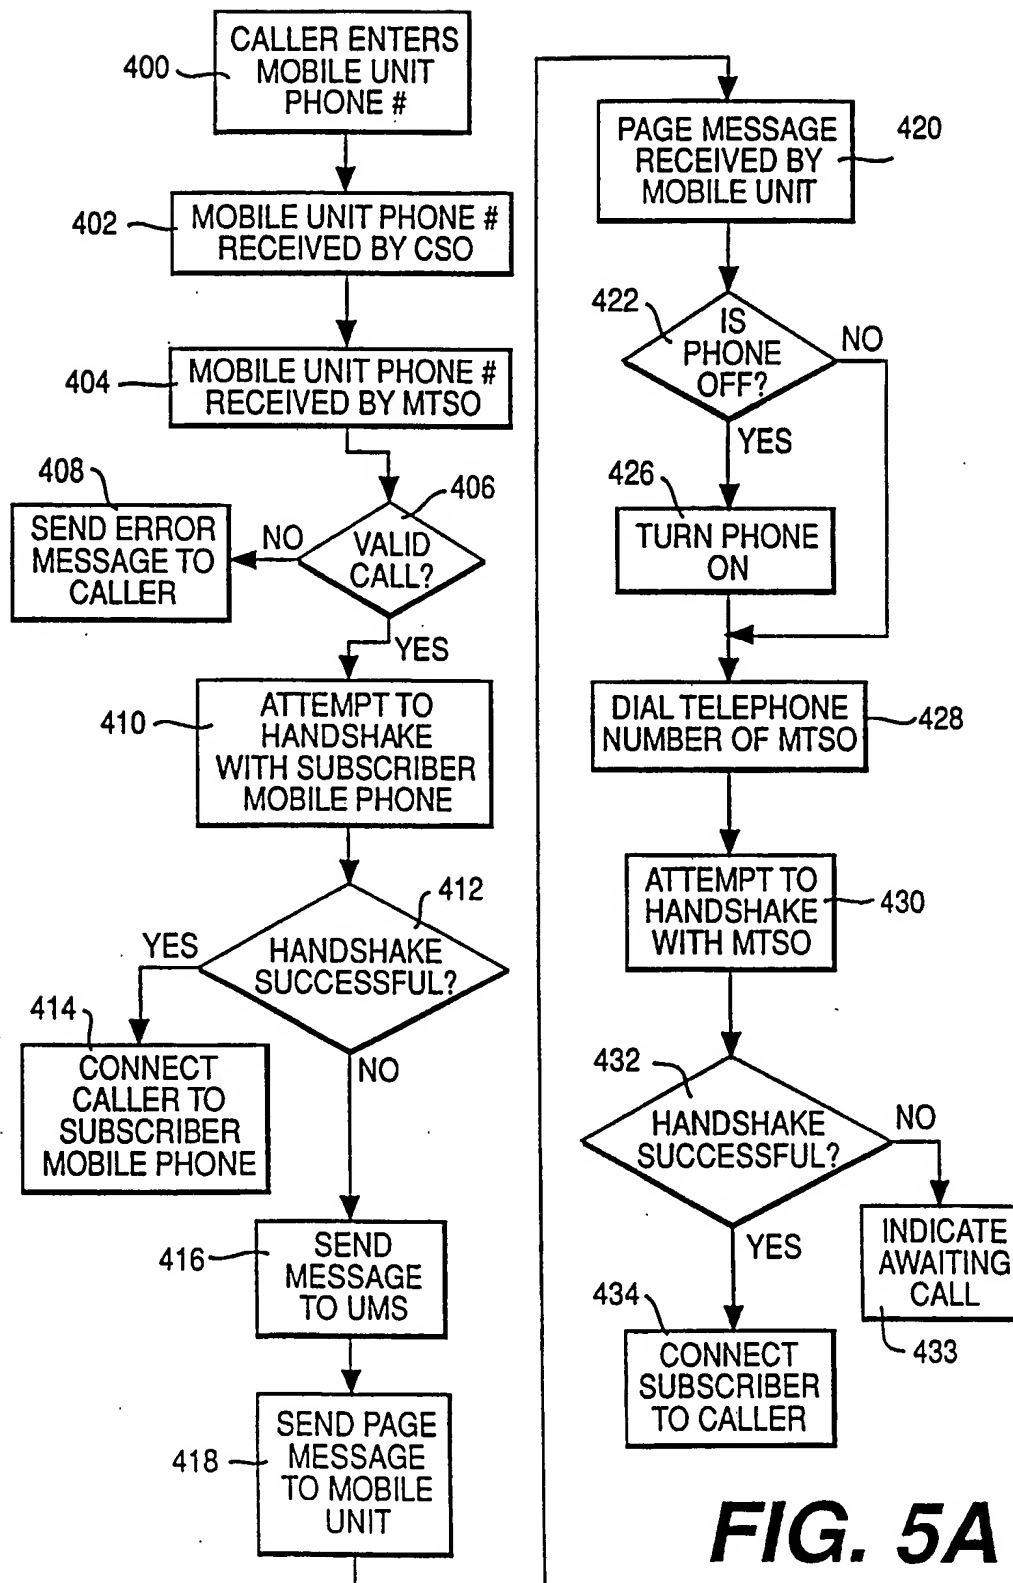 CALLER ENTERS
MOBILE UNIT
PHONE #
400
MOBILE UNIT PHONE #
RECEIVED BY CSO
402
MOBILE UNIT PHONE #
RECEIVED BY MTSO
404
408
SEND ERROR
MESSAGE TO
CALLER
NO
VALID
CALL?
406
YES
410
ATTEMPT TO
HANDSHAKE
WITH SUBSCRIBER
MOBILE PHONE
412
YES
HANDSHAKE
SUCCESSFUL?
414
CONNECT
CALLER TO
SUBSCRIBER
MOBILE PHONE
NO
416
SEND
MESSAGE
TO UMS
418
SEND PAGE
MESSAGE
TO MOBILE
UNIT
PAGE MESSAGE
RECEIVED BY
MOBILE UNIT
420
422
IS
PHONE
OFF?
NO
YES
426
TURN PHONE
ON
DIAL TELEPHONE
NUMBER OF MTSO
428
ATTEMPT TO
HANDSHAKE
WITH MTSO
430
432
HANDSHAKE
SUCCESSFUL?
NO
YES
INDICATE
AWAITING
CALL
433
434
CONNECT
SUBSCRIBER
TO CALLER
FIG. 5A